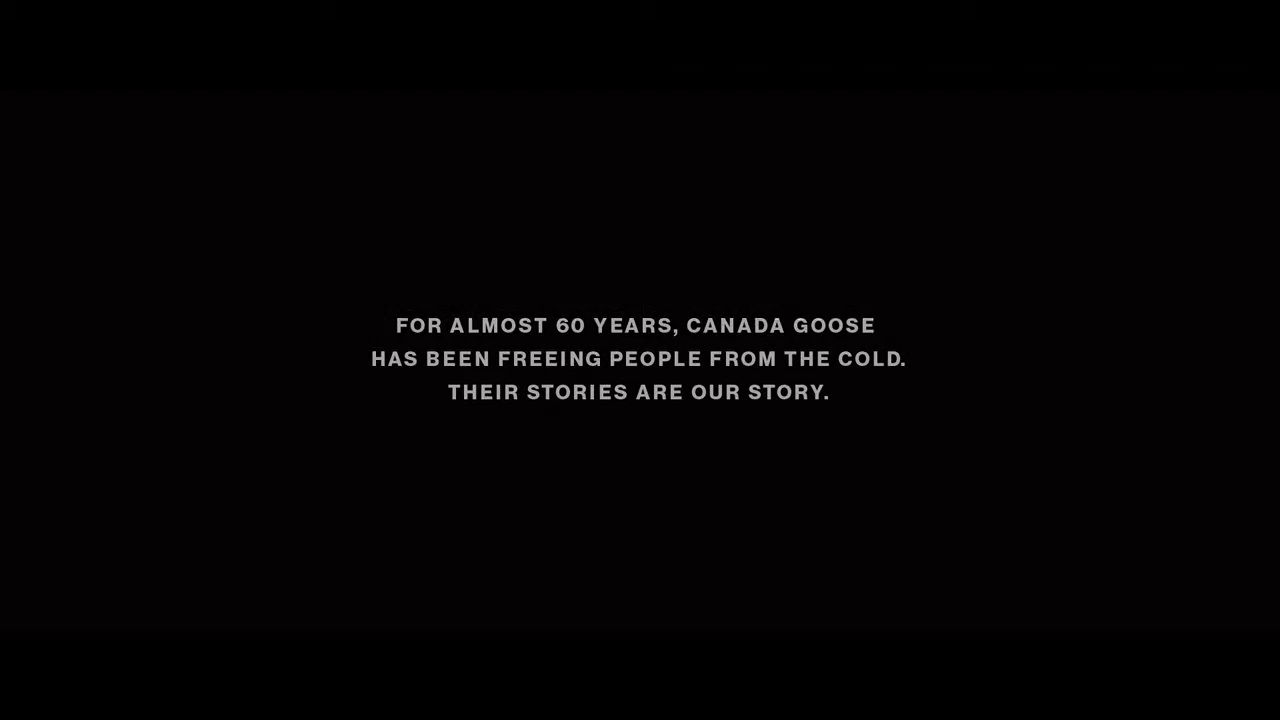 FOR ALMOST 60 YEARS, CANADA GOOSE
HAS BEEN FREEING PEOPLE FROM THE COLD.
THEIR STORIES ARE OUR STORY.